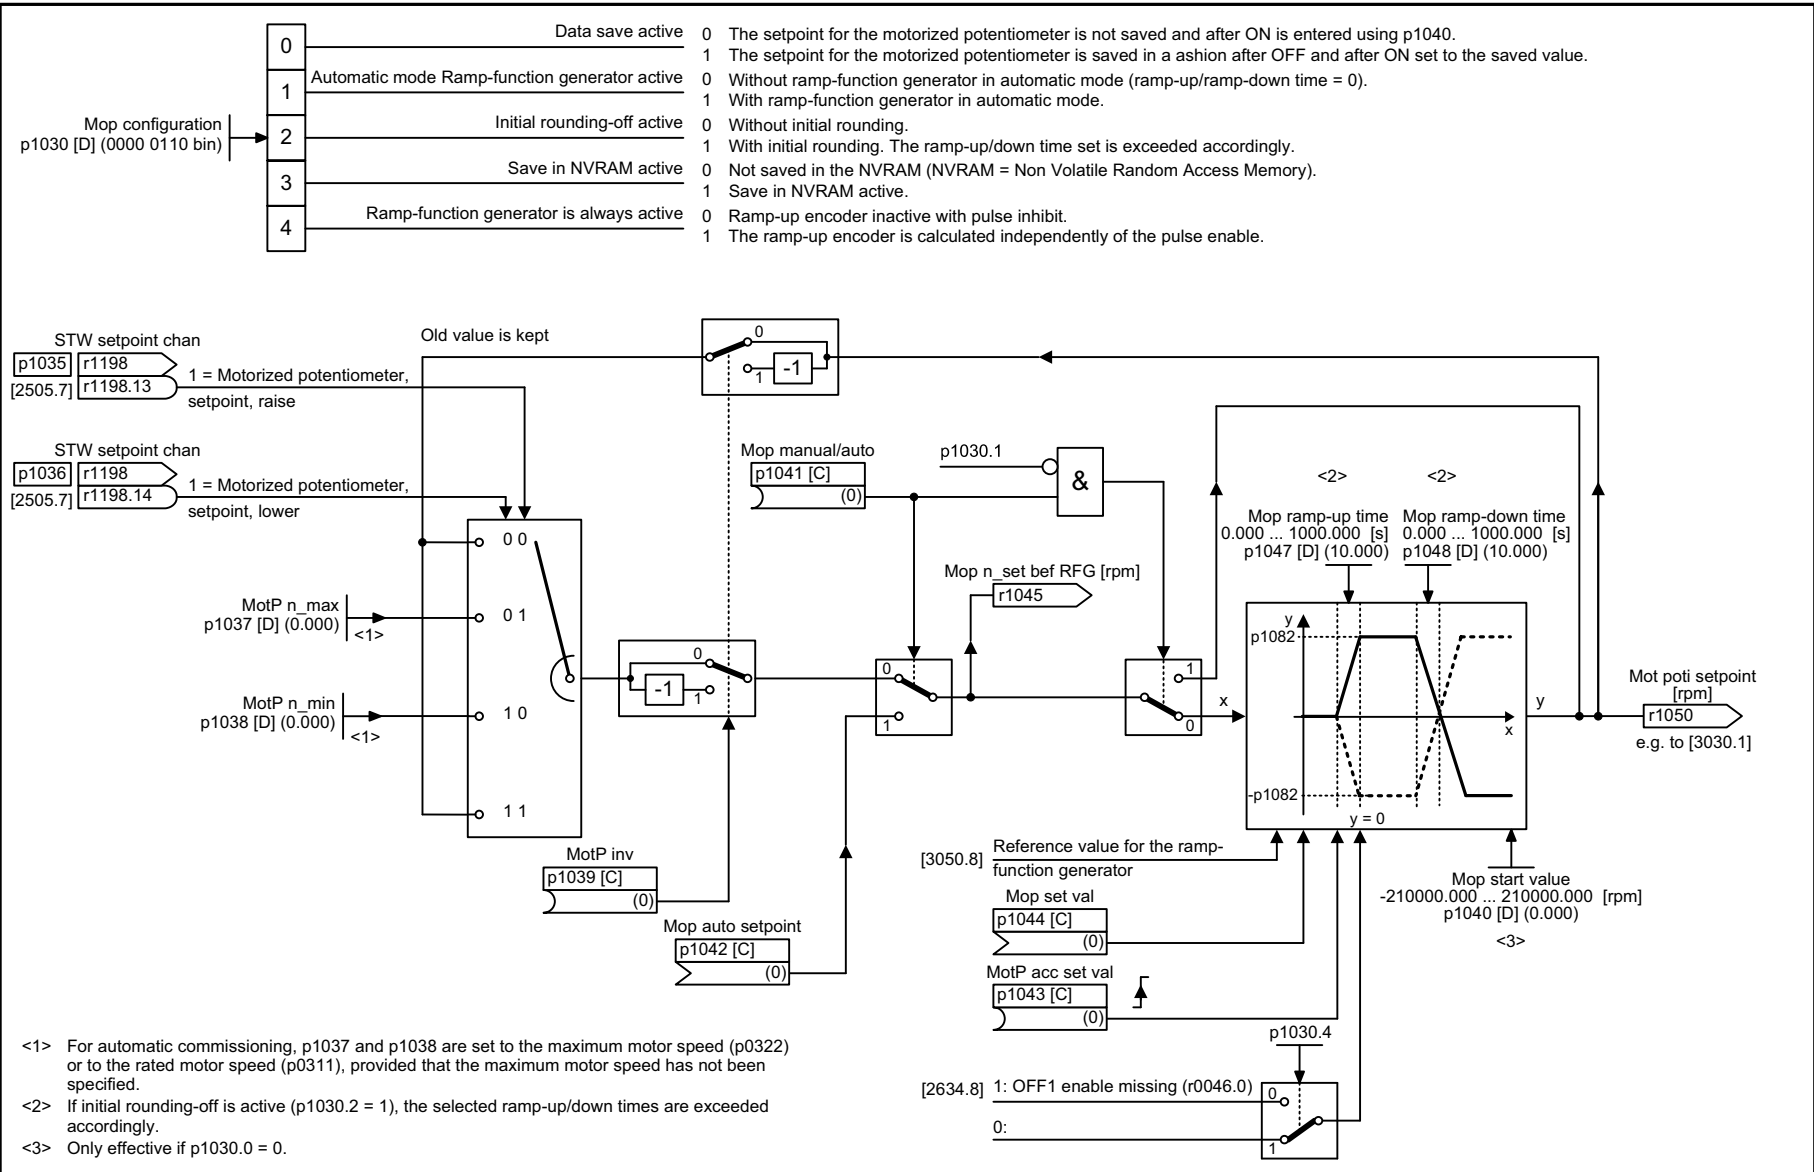 0
Data save active
0 The setpoint for the motorized potentiometer is not saved and after ON is entered using p1040.
1 The setpoint for the motorized potentiometer is saved in a ashion after OFF and after ON set to the saved value.
1
Automatic mode Ramp-function generator active
0 Without ramp-function generator in automatic mode (ramp-up/ramp-down time = 0).
1 With ramp-function generator in automatic mode.
Mop configuration
p1030 [D] (0000 0110 bin)
2
Initial rounding-off active
0 Without initial rounding.
1 With initial rounding. The ramp-up/down time set is exceeded accordingly.
3
Save in NVRAM active
0 Not saved in the NVRAM (NVRAM = Non Volatile Random Access Memory).
1 Save in NVRAM active.
4
Ramp-function generator is always active
0 Ramp-up encoder inactive with pulse inhibit.
1 The ramp-up encoder is calculated independently of the pulse enable.
STW setpoint chan
p1035 r1198
[2505.7] r1198.13
1 = Motorized potentiometer,
setpoint, raise
Old value is kept
0
1
-1
STW setpoint chan
p1036 r1198
[2505.7] r1198.14
1 = Motorized potentiometer,
setpoint, lower
Mop manual/auto
p1041 [C]
(0)
p1030.1
&
<2>
<2>
Mop ramp-up time
0.000 ... 1000.000 [s]
p1047 [D] (10.000)
Mop ramp-down time
0.000 ... 1000.000 [s]
p1048 [D] (10.000)
0 0
0 1
1 0
1 1
MotP n_max
p1037 [D] (0.000)
<1>
MotP n_min
p1038 [D] (0.000)
<1>
-1
0
1
Mop n_set bef RFG [rpm]
r1045
0
1
1
0
x
y
p1082
-p1082
x
y = 0
y
Mot poti setpoint
[rpm]
r1050
e.g. to [3030.1]
MotP inv
p1039 [C]
(0)
Mop auto setpoint
p1042 [C]
(0)
[3050.8]
Reference value for the ramp-
function generator
Mop set val
p1044 [C]
(0)
MotP acc set val
p1043 [C]
(0)
Mop start value
-210000.000 ... 210000.000 [rpm]
p1040 [D] (0.000)
<3>
p1030.4
[2634.8] 1: OFF1 enable missing (r0046.0)
0
0:
1
<1> For automatic commissioning, p1037 and p1038 are set to the maximum motor speed (p0322)
or to the rated motor speed (p0311), provided that the maximum motor speed has not been
specified.
<2> If initial rounding-off is active (p1030.2 = 1), the selected ramp-up/down times are exceeded
accordingly.
<3> Only effective if p1030.0 = 0.